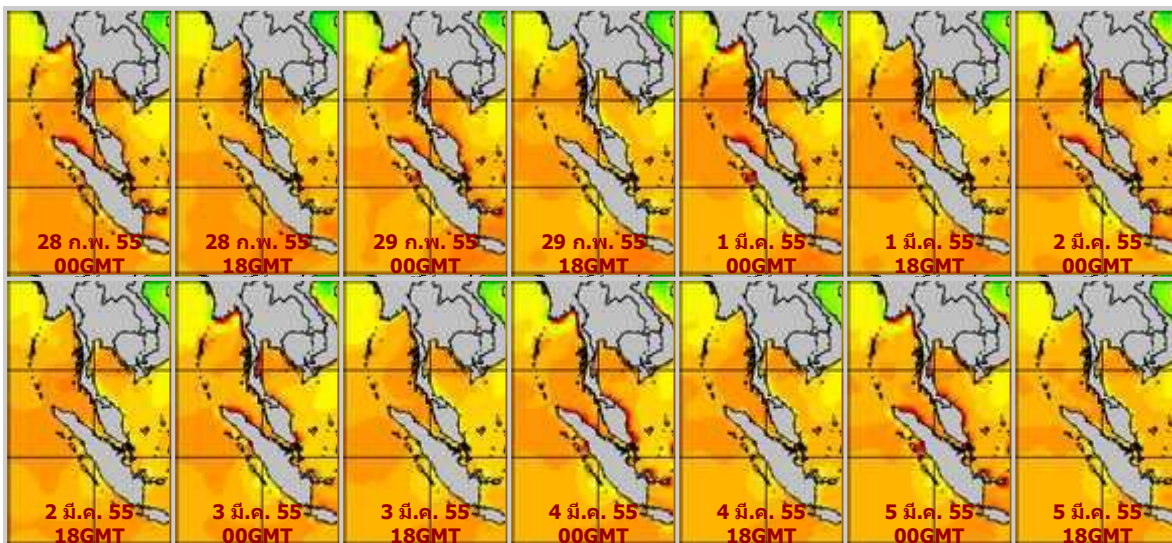 28 ก.พ. 55
00GMT
28 ก.พ. 55
18GMT
29 ก.พ. 55
00GMT
29 ก.พ. 55
18GMT
1 มี.ค. 55
00GMT
1 มี.ค. 55
18GMT
2 มี.ค. 55
00GMT
2 มี.ค. 55
18GMT
3 มี.ค. 55
00GMT
3 มี.ค. 55
18GMT
4 มี.ค. 55
00GMT
4 มี.ค. 55
18GMT
5 มี.ค. 55
00GMT
5 มี.ค. 55
18GMT